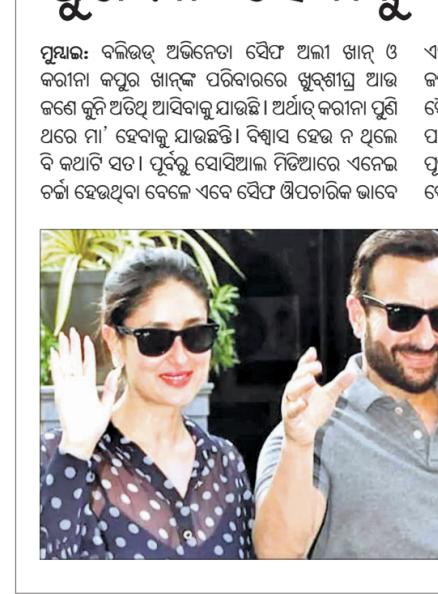 ମୁମ୍ବାଇ: ବଲିଉଡ୍ ଅଭିନେତା ସୈଫ ଅଲୀ ଖାନ୍ ଓ
କରୀନା କପୁର ଖାନ୍‌ଙ୍କ ପରିବାରରେ ଖୁବ୍‌ଶୀଘ୍ର ଆଉ
ଜଣେ କୁନି ଅତିଥି ଆସିବାକୁ ଯାଉଛି। ଅର୍ଥାତ୍ କରୀନା ପୁଣି
ଥରେ ମା' ହେବାକୁ ଯାଉଛନ୍ତି। ବିଶ୍ୱାସ ହେଉ ନ ଥିଲେ
ବି କଥାଟି ସତ। ପୂର୍ବରୁ ସୋସିଆଲ ମିଡିଆରେ ଏନେଇ
ଚର୍ଚ୍ଚା ହେଉଥିବା ବେଳେ ଏବେ ସୈଫ ଔପଚାରିକ ଭାବେ